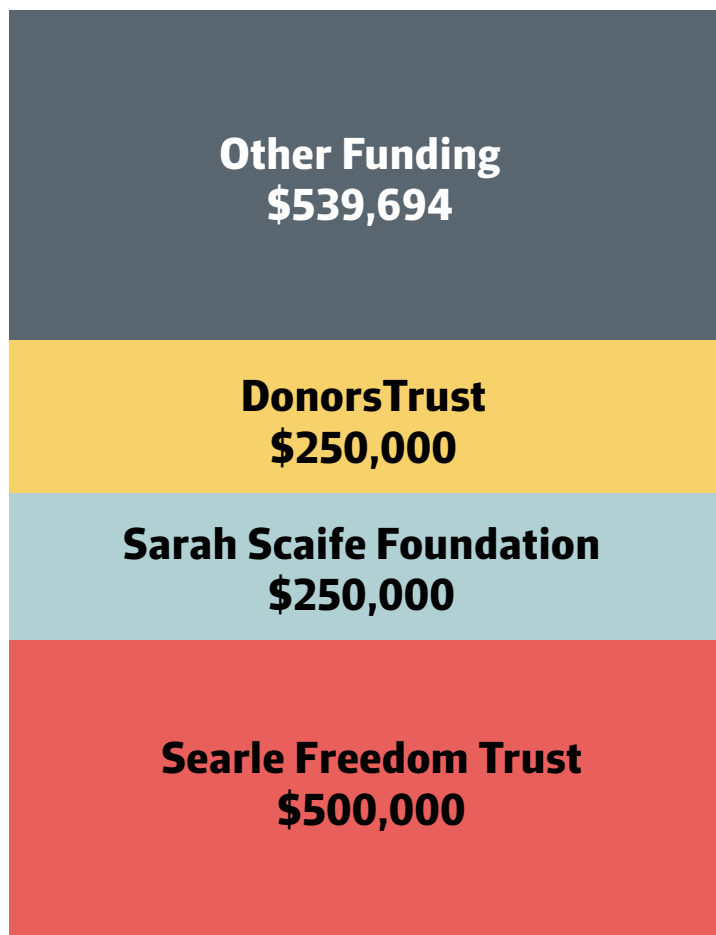 Other Funding
$539,694
DonorsTrust
$250,000
Sarah Scaife Foundation
$250,000
Searle Freedom Trust
$500,000